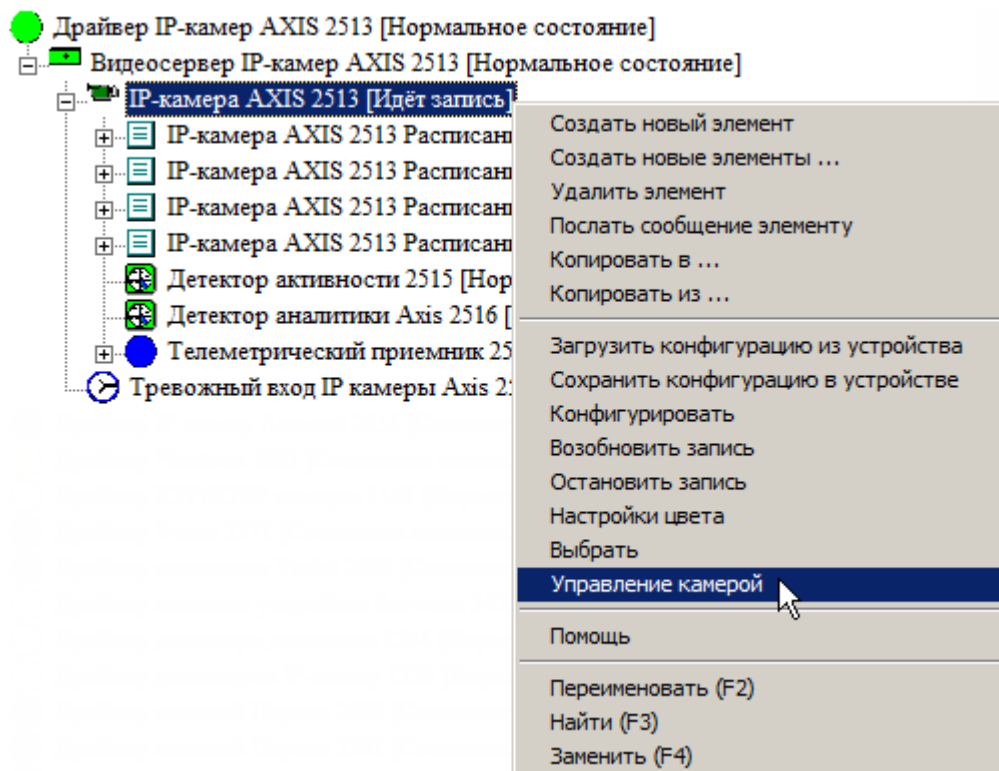 Драйвер IP-камер AXIS 2513 [Нормальное состояние]
Видеосервер IP-камер AXIS 2513 [Нормальное состояние]
IP-камера AXIS 2513 [Идёт запись]
IP-камера AXIS 2513
IP-камера AXIS 2513
IP-камера AXIS 2513
IP-камера AXIS 2513
Детектор активности 2515
Детектор аналитики Axis 2516 [
Телеметрический приемник
Тревожный вход IP камеры Axis
Создать новый элемент
Создать новые элементы ...
Удалить элемент
Послать сообщение элементу
Копировать в ...
Копировать из ...
Загрузить конфигурацию из устройства
Сохранить конфигурацию в устройстве
Конфигурировать
Возобновить запись
Остановить запись
Настройки цвета
Выбрать
Управление камерой
Помощь
Переименовать (F2)
Найти (F3)
Заменить (F4)